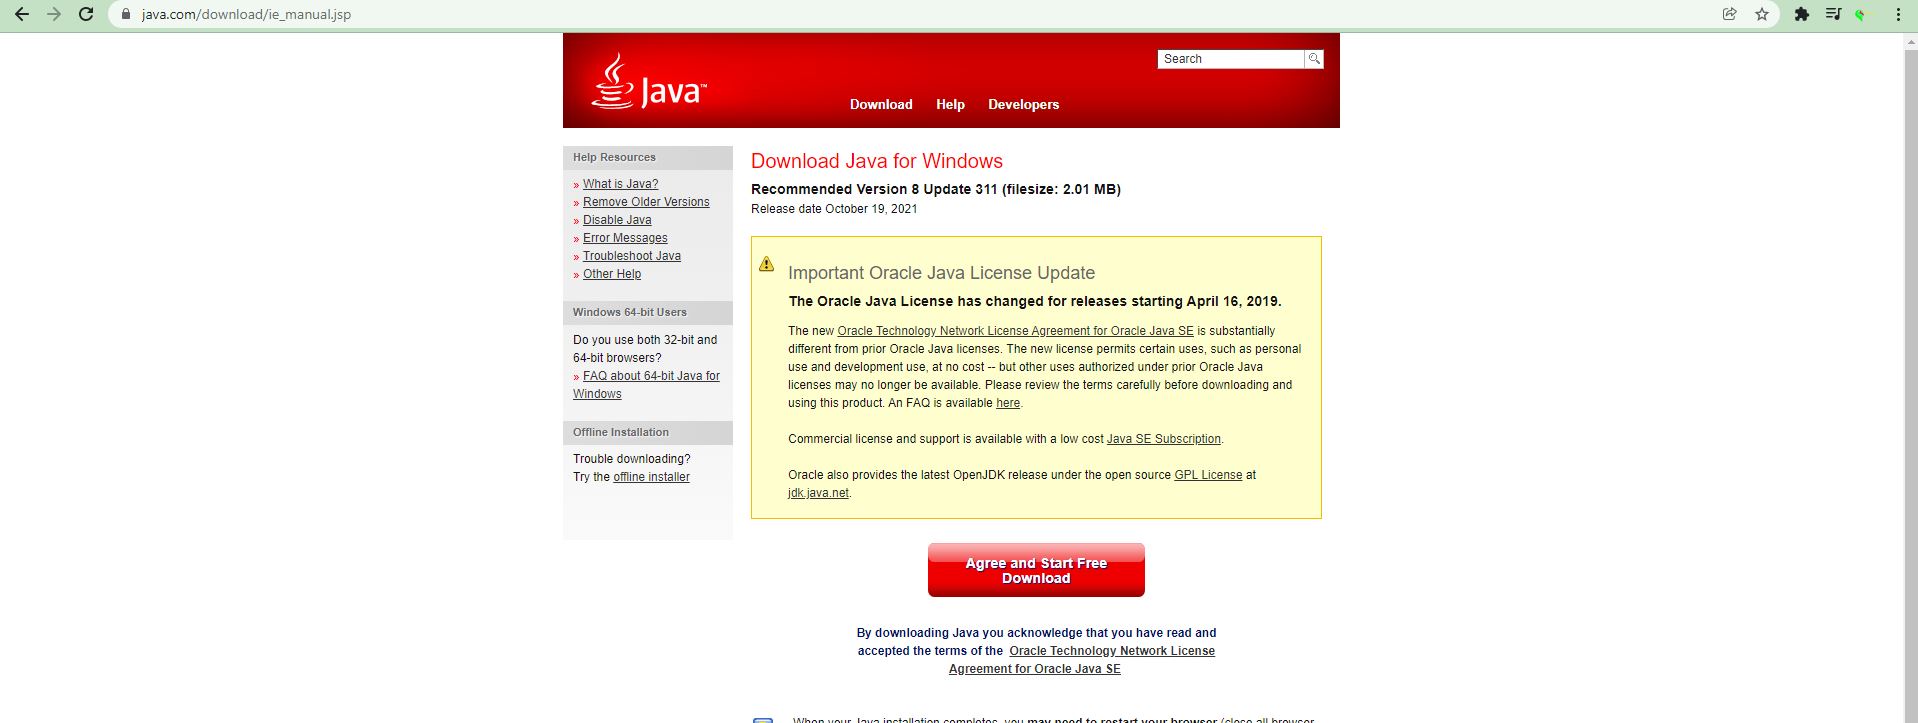 java.com/download/ie_manual.jsp
Java™
Search
Download Help Developers
Help Resources
» What is Java?
» Remove Older Versions
» Disable Java
» Error Messages
» Troubleshoot Java
» Other Help
Windows 64-bit Users
Do you use both 32-bit and
64-bit browsers?
» FAQ about 64-bit Java for
Windows
Offline Installation
Trouble downloading?
Try the offline installer
Download Java for Windows
Recommended Version 8 Update 311 (filesize: 2.01 MB)
Release date October 19, 2021
Important Oracle Java License Update
The Oracle Java License has changed for releases starting April 16, 2019.
The new Oracle Technology Network License Agreement for Oracle Java SE is substantially
different from prior Oracle Java licenses. The new license permits certain uses, such as personal
use and development use, at no cost -- but other uses authorized under prior Oracle Java
licenses may no longer be available. Please review the terms carefully before downloading and
using this product. An FAQ is available here.
Commercial license and support is available with a low cost Java SE Subscription.
Oracle also provides the latest OpenJDK release under the open source GPL License at
jdk.java.net.
Agree and Start Free
Download
By downloading Java you acknowledge that you have read and
accepted the terms of the Oracle Technology Network License
Agreement for Oracle Java SE
When your Java installation completes, you may need to restart your browser (close all browser